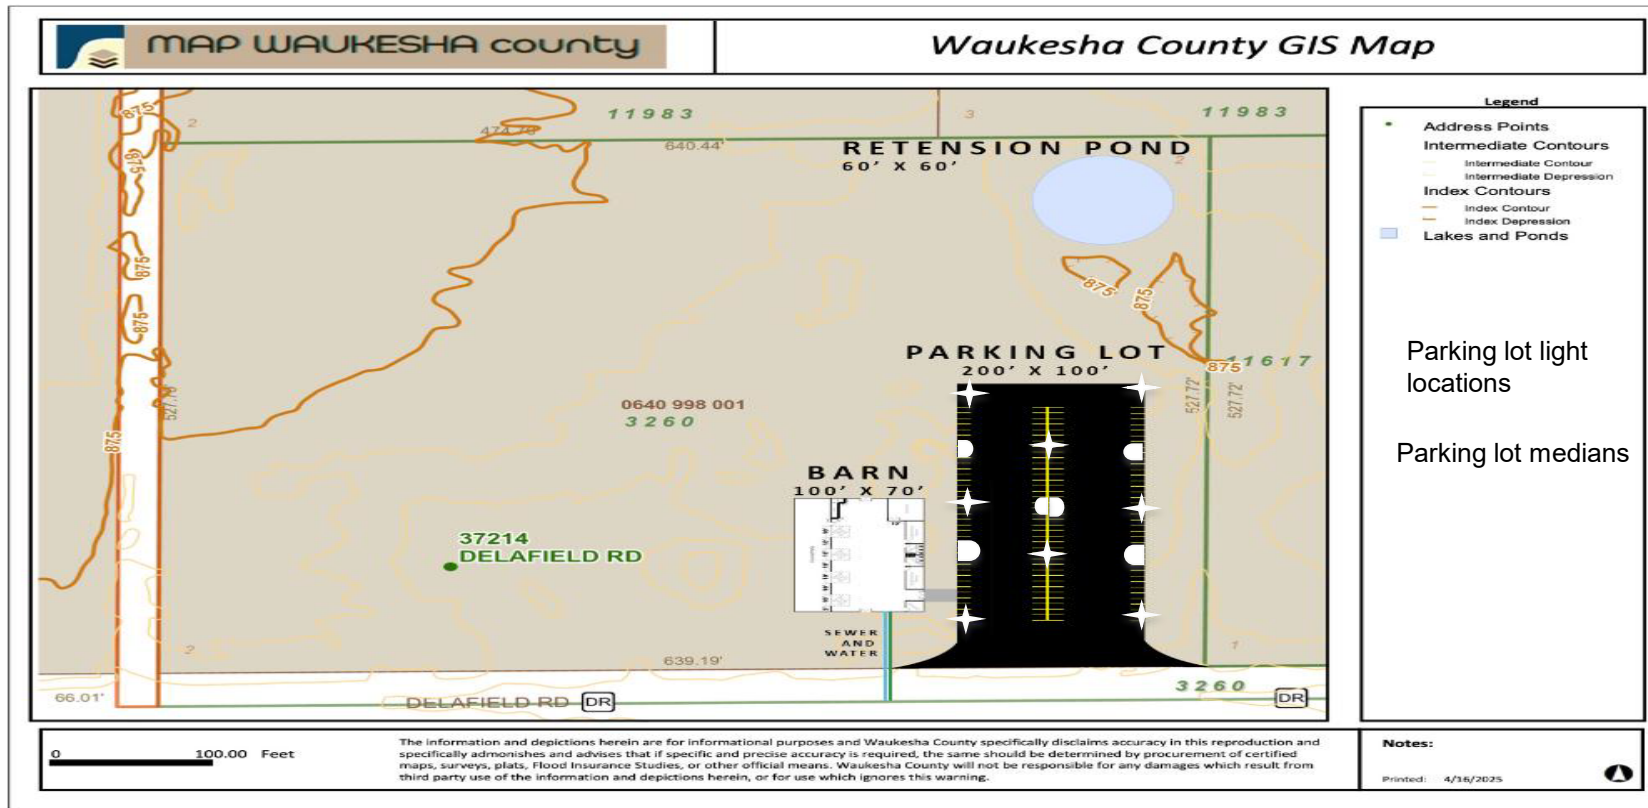 MAP WAUKESHA county
Waukesha County GIS Map
875
2
11983
3
11983
474.79'
640.44'
RETENSION POND
60' X 60'
2
875
875
875
875
875
PARKING LOT
200' X 100'
875
11617
527.76'
527.72'
527.72'
0640 998 001
3260
875
BARN
100' X 70'
37214
DELAFIELD RD
SEWER
AND
WATER
2
639.19'
1
66.01'
DELAFIELD RD
DR
3260
DR
Legend
Address Points
Intermediate Contours
Intermediate Contour
Intermediate Depression
Index Contours
Index Contour
Index Depression
Lakes and Ponds
Parking lot light
locations
Parking lot medians
0
100.00 Feet
The information and depictions herein are for informational purposes and Waukesha County specifically disclaims accuracy in this reproduction and
specifically admonishes and advises that if specific and precise accuracy is required, the same should be determined by procurement of certified
maps, surveys, plats, Flood Insurance Studies, or other official means. Waukesha County will not be responsible for any damages which result from
third party use of the information and depictions herein, or for use which ignores this warning.
Notes:
Printed: 4/16/2025